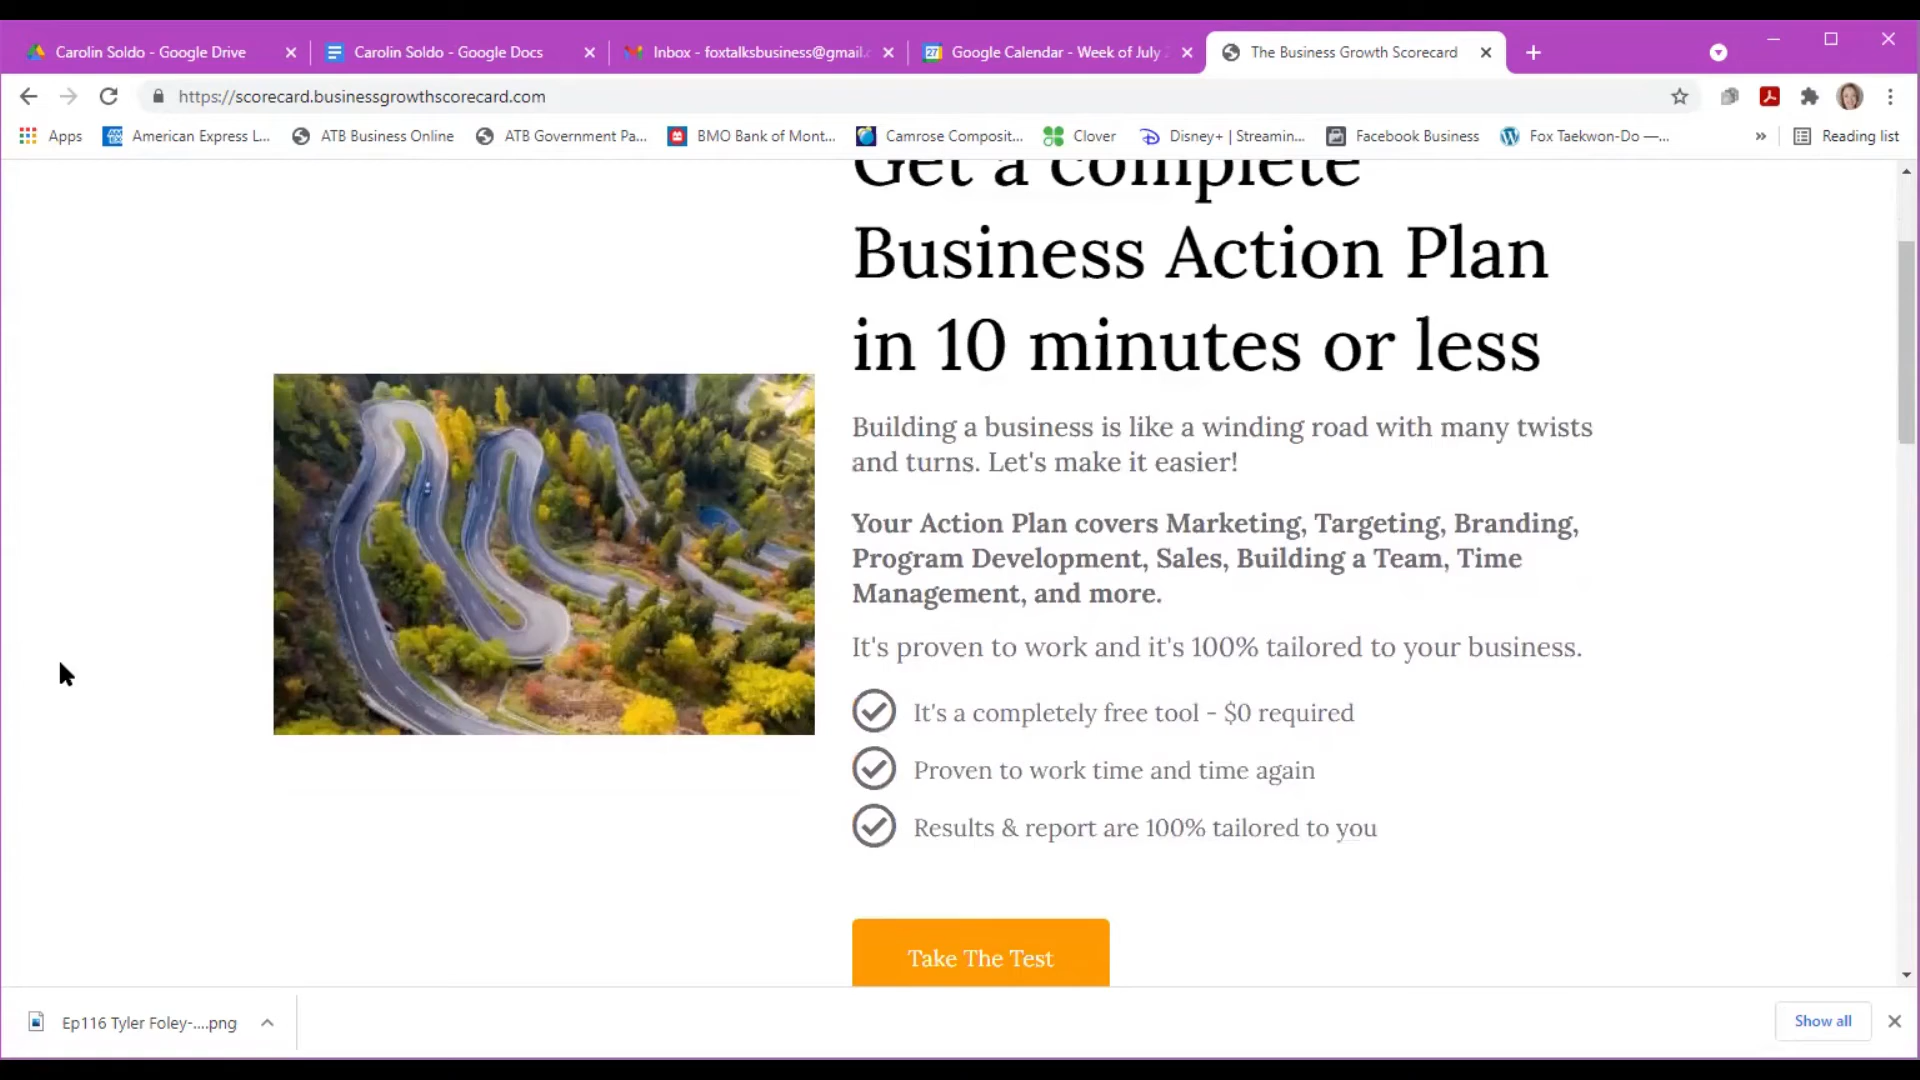 Carolin Soldo - Google Drive
Carolin Soldo - Google Docs
Inbox - foxtalksbusiness@gmail.c
27 Google Calendar - Week of July 2
The Business Growth Scorecard
https://scorecard.businessgrowthscorecard.com
Apps
American Express L...
ATB Business Online
ATB Government Pa...
BMO Bank of Mont...
Camrose Composit...
Clover
Disney+ | Streamin...
Facebook Business
Fox Taekwon-Do —...
»
Reading list
Get a complete
Business Action Plan
in 10 minutes or less
Building a business is like a winding road with many twists
and turns. Let's make it easier!
Your Action Plan covers Marketing, Targeting, Branding,
Program Development, Sales, Building a Team, Time
Management, and more.
It's proven to work and it's 100% tailored to your business.
It's a completely free tool - $0 required
Proven to work time and time again
Results & report are 100% tailored to you
Take The Test
Ep116 Tyler Foley-....png
Show all